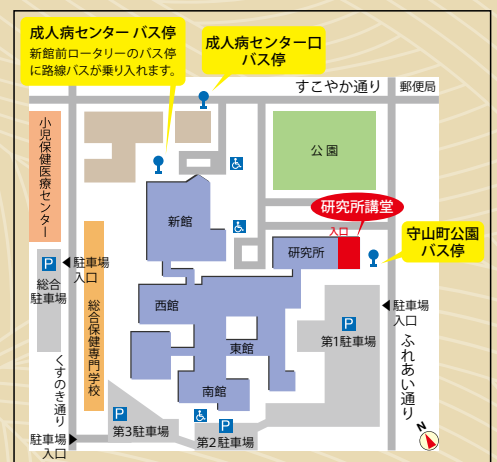 成人病センター バス停
新館前ロータリーのバス停
に路線バスが乗り入れます。
成人病センター口
バス停
すこやか通り
郵便局
小児保健医療センター
公園
新館
研究所講堂
入口
研究所
守山町公園
バス停
P
総合
駐車場
駐車場
入口
総合保健専門学校
西館
東館
南館
P
第1駐車場
駐車場
入口
ふれあい通り
くすのき通り
P
第3駐車場
P
第2駐車場
駐車場
入口
N